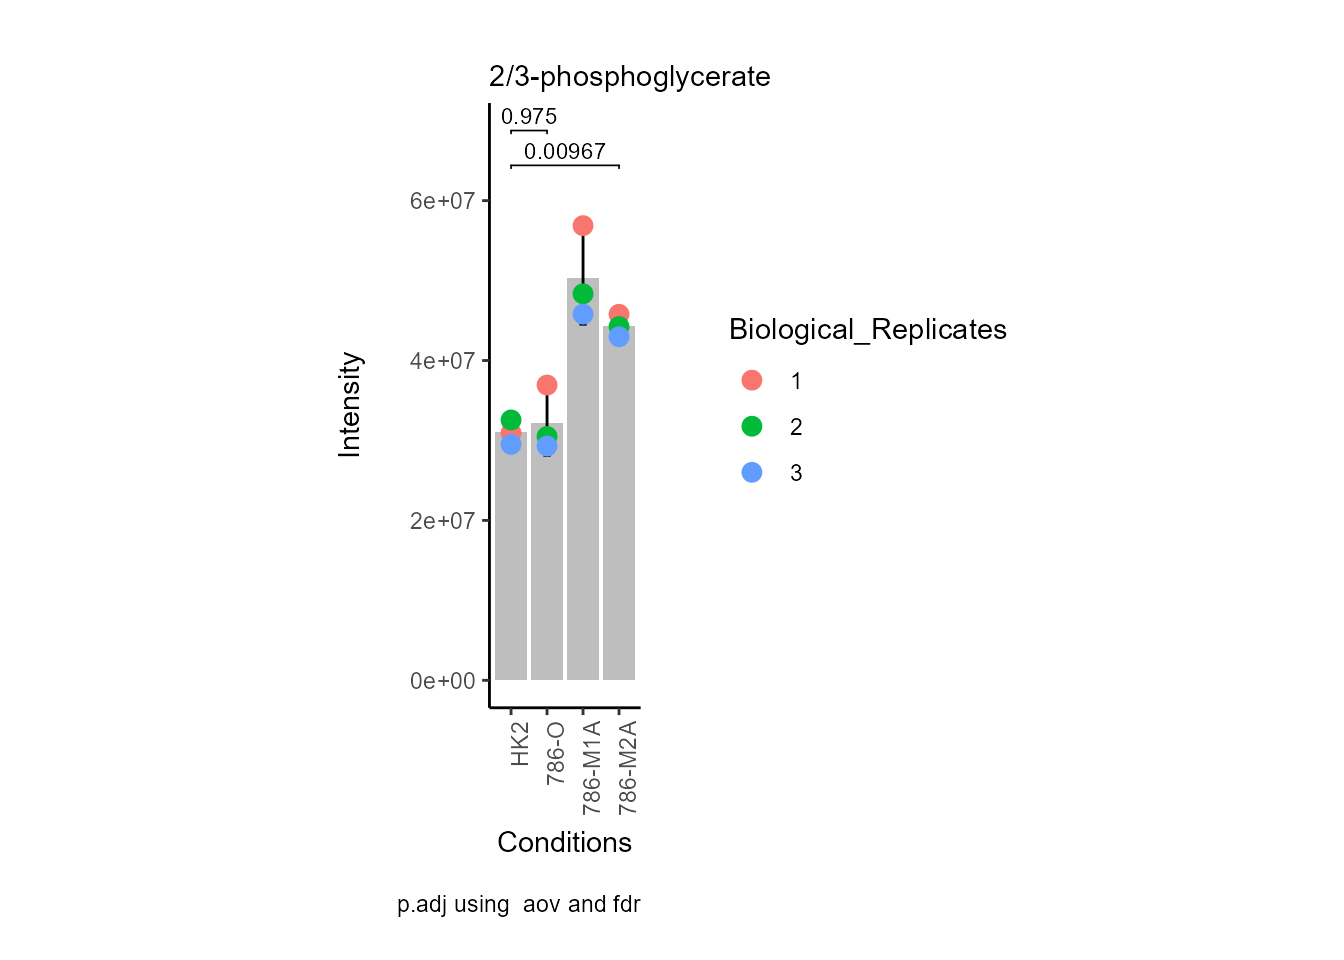 2/3-phosphoglycerate
0.975
0.00967
6e+07
4e+07
2e+07
0e+00
Intensity
HK2
786-O
786-M1A
786-M2A
Conditions
Biological_Replicates
1
2
3
p.adj using  aov and fdr